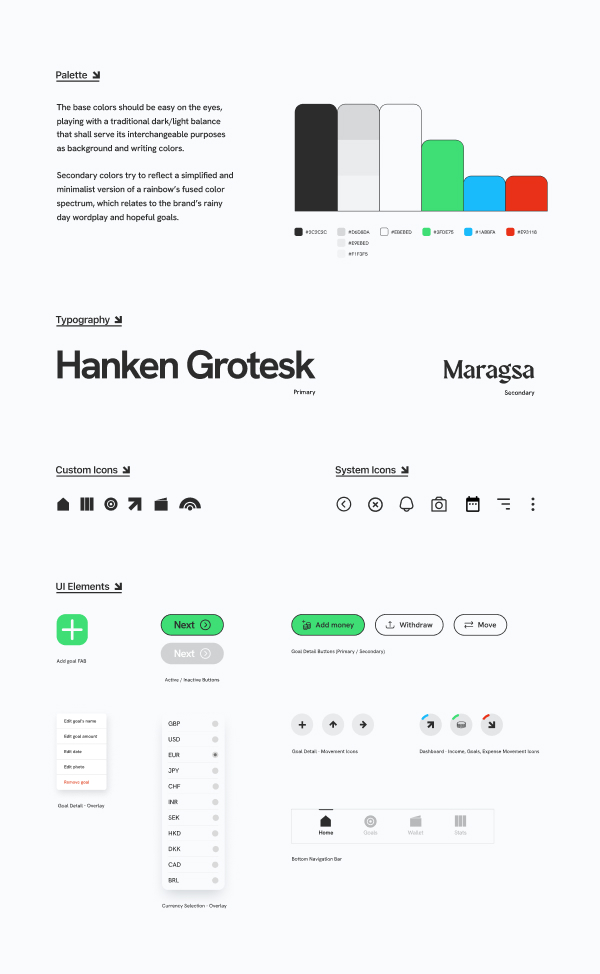 Palette
The base colors should be easy on the eyes,
playing with a traditional dark/light balance
that shall serve its interchangeable purposes
as background and writing colors.
Secondary colors try to reflect a simplified and
minimalist version of a rainbow's fused color
spectrum, which relates to the brand's rainy
day wordplay and hopeful goals.
#2C2C2C #D6D8DA #EBEBED #3FDE75 #1ABBFA #E93118
#E9EBED
#F1F3F5
Typography
Hanken Grotesk
Primary
Maragsa
Secondary
Custom Icons
System Icons
UI Elements
Add goal FAB
Next
Next
Active / Inactive Buttons
Add money Withdraw Move
Goal Detail Buttons (Primary / Secondary)
Edit goal's name
Edit goal amount
Edit date
Edit photo
Remove goal
Goal Detail - Overlay
GBP
USD
EUR
JPY
CHF
INR
SEK
HKD
DKK
CAD
BRL
Currency Selection - Overlay
Goal Detail - Movement Icons
Dashboard - Income, Goals, Expense Movement Icons
Home Goals Wallet Stats
Bottom Navigation Bar